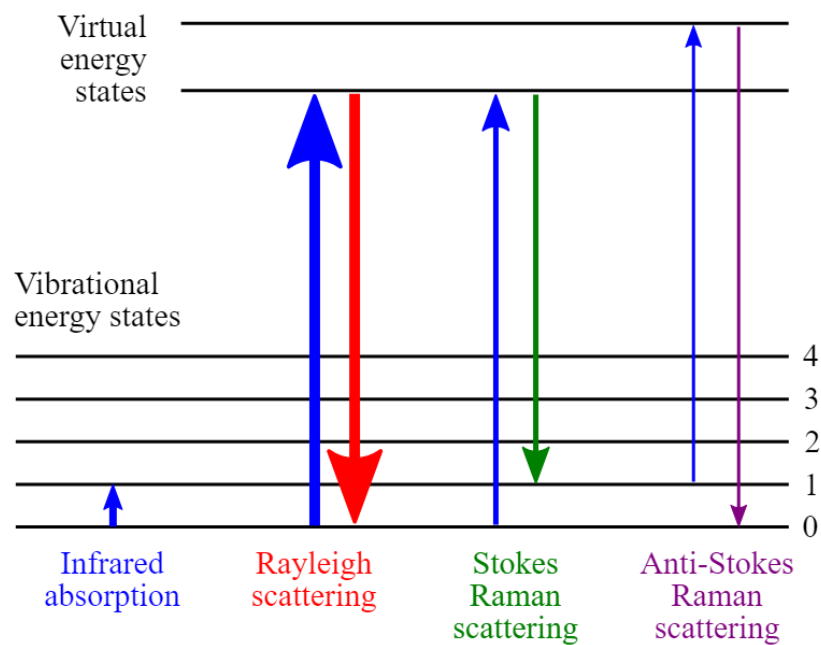 Virtual
energy
states
Vibrational
energy states
4
3
2
1
0
Infrared
absorption
Rayleigh
scattering
Stokes
Raman
scattering
Anti-Stokes
Raman
scattering